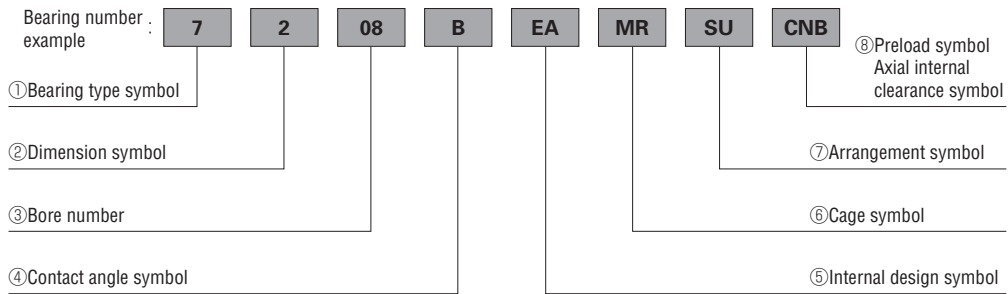 Bearing number :
example
7 2 08 B EA MR SU CNB
⑧Preload symbol
Axial internal
clearance symbol
①Bearing type symbol
②Dimension symbol
⑦Arrangement symbol
③Bore number
⑥Cage symbol
④Contact angle symbol
⑤Internal design symbol